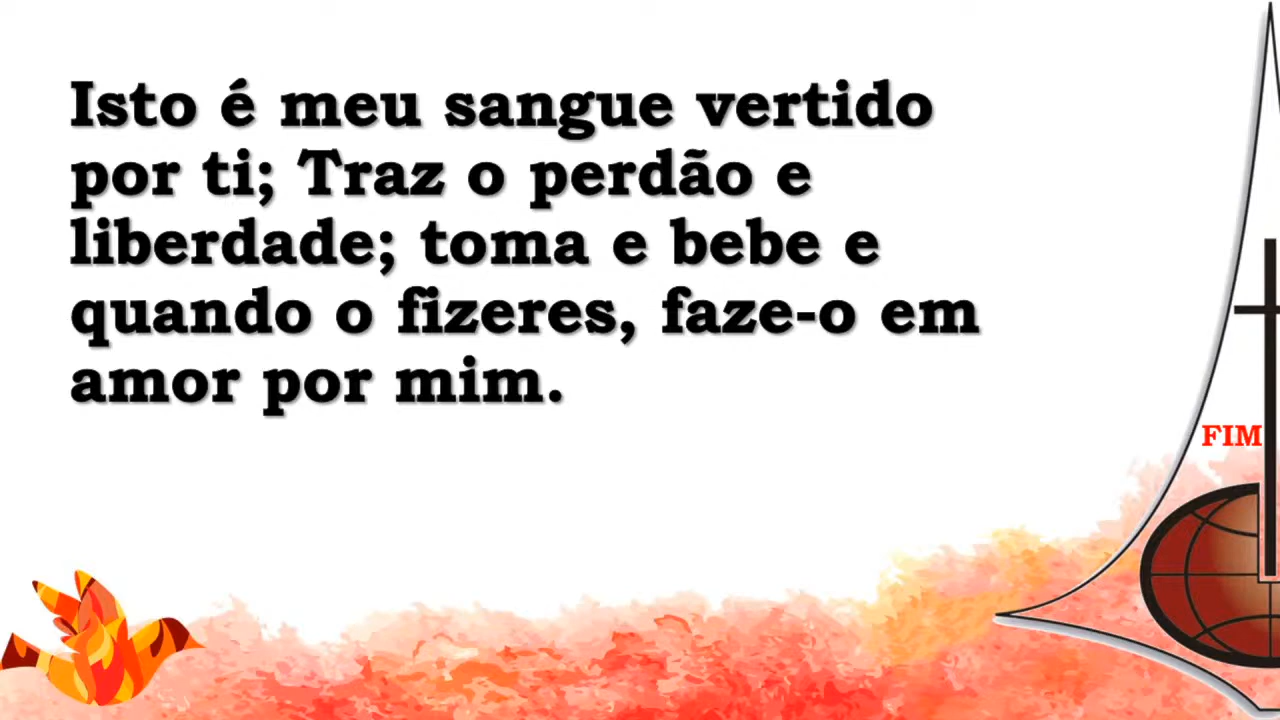 Isto é meu sangue vertido
por ti; Traz o perdão e
liberdade; toma e bebe e
quando o fizeres, faze-o em
amor por mim.
FIM